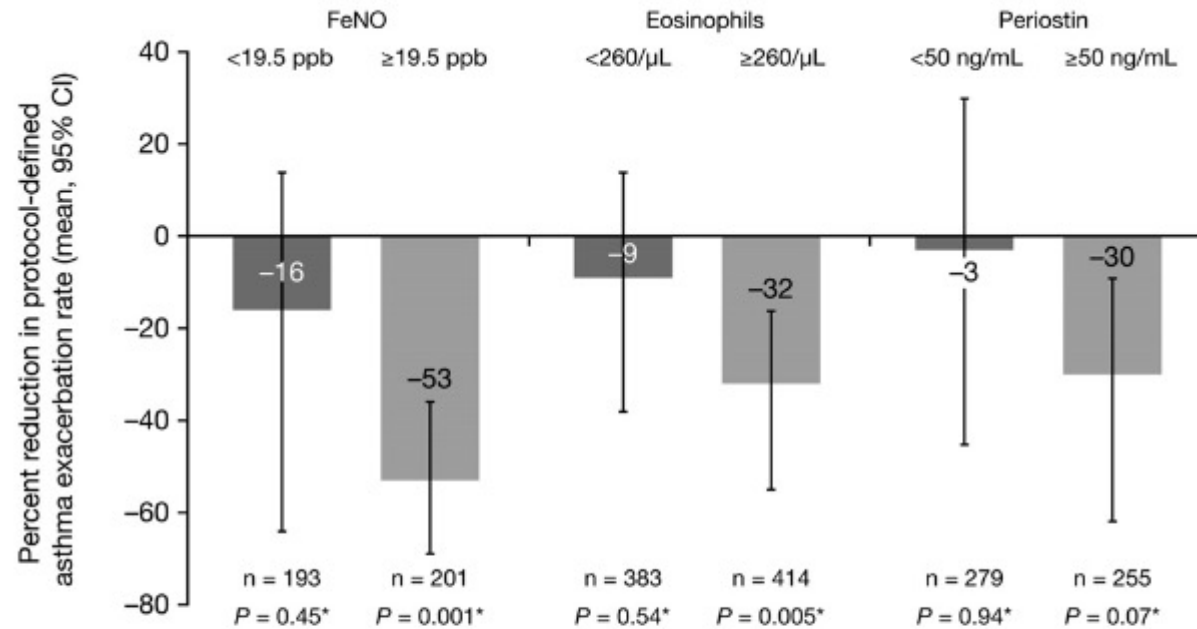 FeNO Eosinophils Periostin
<19.5 ppb ≥19.5 ppb <260/µL ≥260/µL <50 ng/mL ≥50 ng/mL
Percent reduction in protocol-defined
asthma exacerbation rate (mean, 95% CI)
40
20
0
–20
–40
–60
–80
–16
–53
–9
–32
–3
–30
n = 193 n = 201 n = 383 n = 414 n = 279 n = 255
P = 0.45* P = 0.001* P = 0.54* P = 0.005* P = 0.94* P = 0.07*